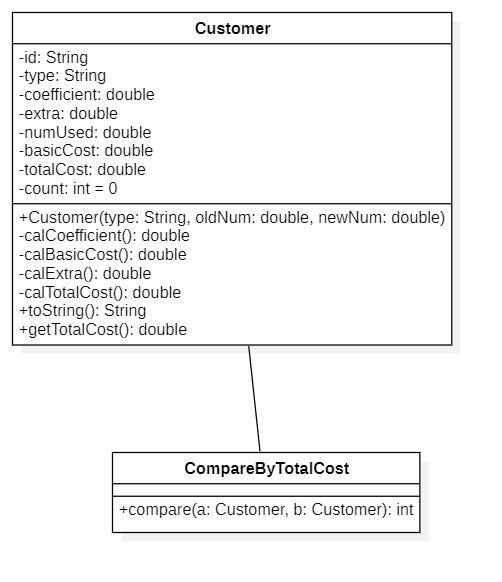 Customer
-id: String
-type: String
-coefficient: double
-extra: double
-numUsed: double
-basicCost: double
-totalCost: double
-count: int = 0
+Customer(type: String, oldNum: double, newNum: double)
-calCoefficient(): double
-calBasicCost(): double
-calExtra(): double
-calTotalCost(): double
+toString(): String
+getTotalCost(): double
CompareByTotalCost
+compare(a: Customer, b: Customer): int